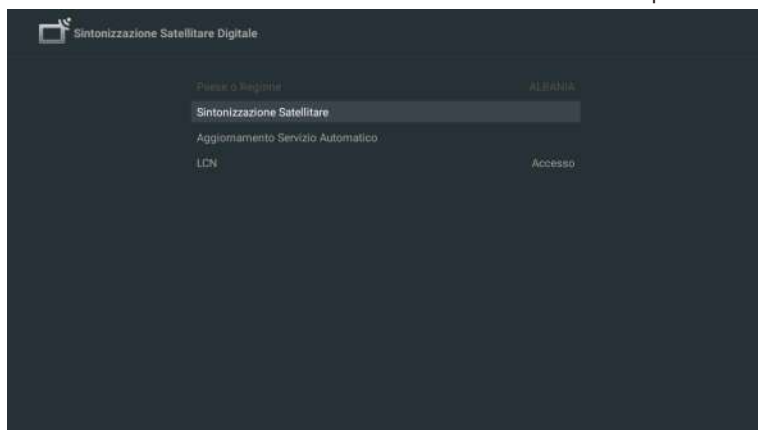 Sintonizzazione Satellitare Digitale
Paese o Regione ALBANIA
Sintonizzazione Satellitare
Aggiornamento Servizio Automatico
LCN Accesso